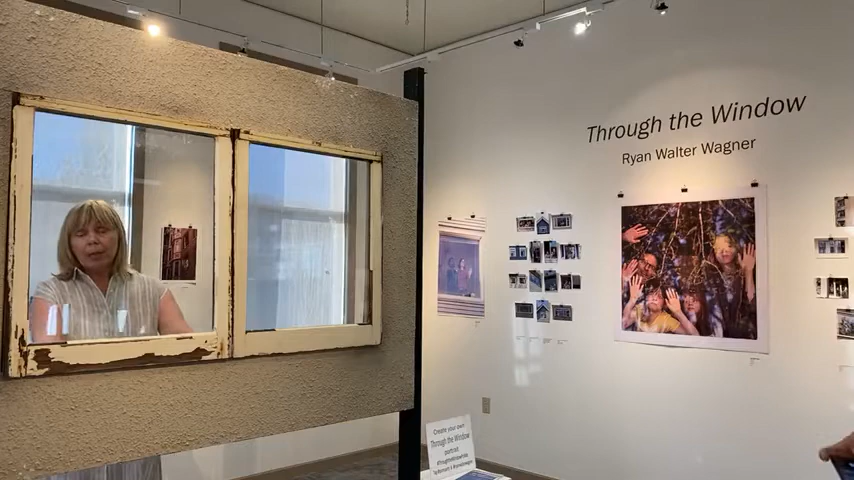 Through the Window
Ryan Walter Wagner
Create your own
Through the Window
portrait